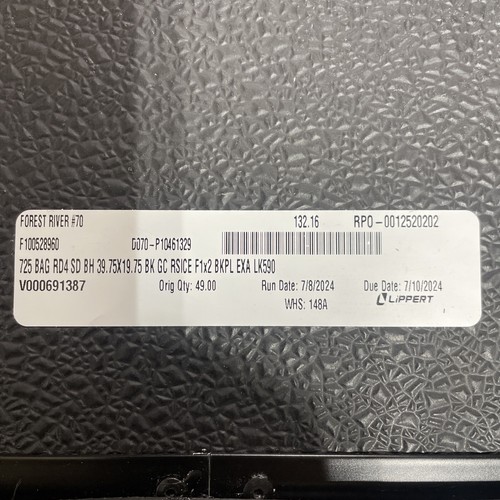 FOREST RIVER #70 132.16 RPO-0012520202
F100528960 D070-P10461329
725 BAG RD4 SD BH 39.75X19.75 BK GC RSICE F1x2 BKPL EXA LK590
V000691387 Orig Qty: 49.00 Run Date: 7/8/2024 Due Date: 7/10/2024
WHS: 148A LIPPERT